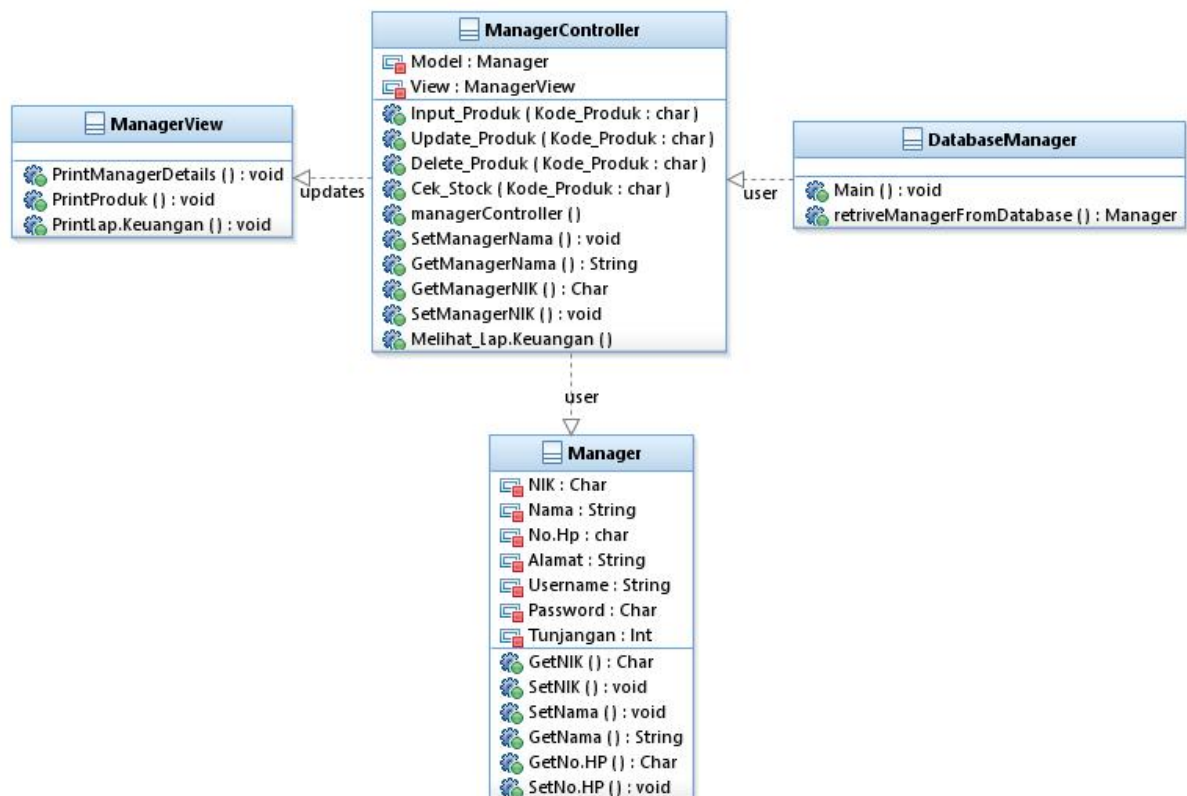 ManagerController
Model : Manager
View : ManagerView
Input_Produk ( Kode_Produk : char )
Update_Produk ( Kode_Produk : char )
Delete_Produk ( Kode_Produk : char )
Cek_Stock ( Kode_Produk : char )
managerController ()
SetManagerNama () : void
GetManagerNama () : String
GetManagerNIK () : Char
SetManagerNIK () : void
Melihat_Lap.Keuangan ()
ManagerView
PrintManagerDetails () : void
PrintProduk () : void
PrintLap.Keuangan () : void
updates
DatabaseManager
Main () : void
retriveManagerFromDatabase () : Manager
user
user
Manager
NIK : Char
Nama : String
No.Hp : char
Alamat : String
Username : String
Password : Char
Tunjangan : Int
GetNIK () : Char
SetNIK () : void
SetNama () : void
GetNama () : String
GetNo.HP () : Char
SetNo.HP () : void